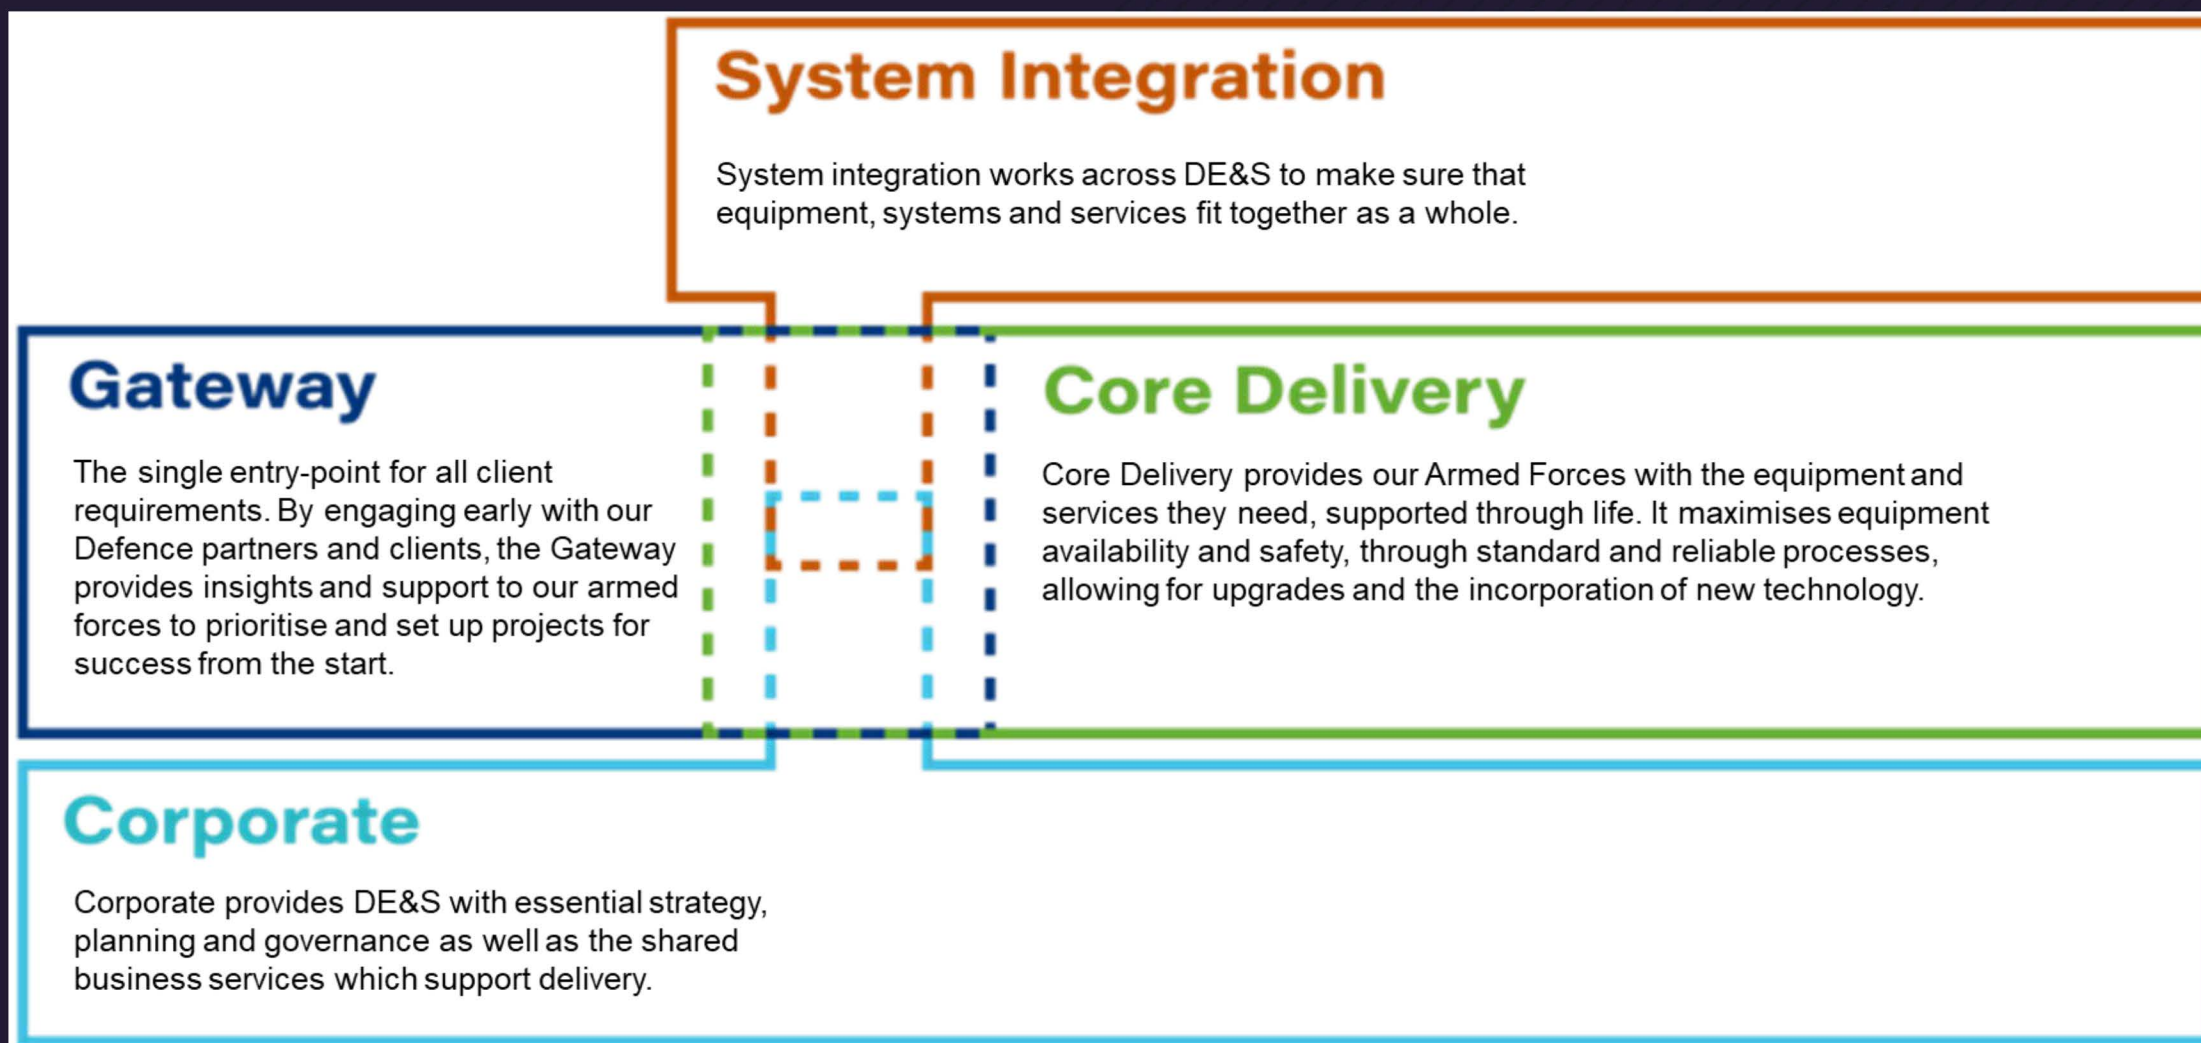 System Integration
System integration works across DE&S to make sure that
equipment, systems and services fit together as a whole.
Gateway
The single entry-point for all client
requirements. By engaging early with our
Defence partners and clients, the Gateway
provides insights and support to our armed
forces to prioritise and set up projects for
success from the start.
Core Delivery
Core Delivery provides our Armed Forces with the equipment and
services they need, supported through life. It maximises equipment
availability and safety, through standard and reliable processes,
allowing for upgrades and the incorporation of new technology.
Corporate
Corporate provides DE&S with essential strategy,
planning and governance as well as the shared
business services which support delivery.